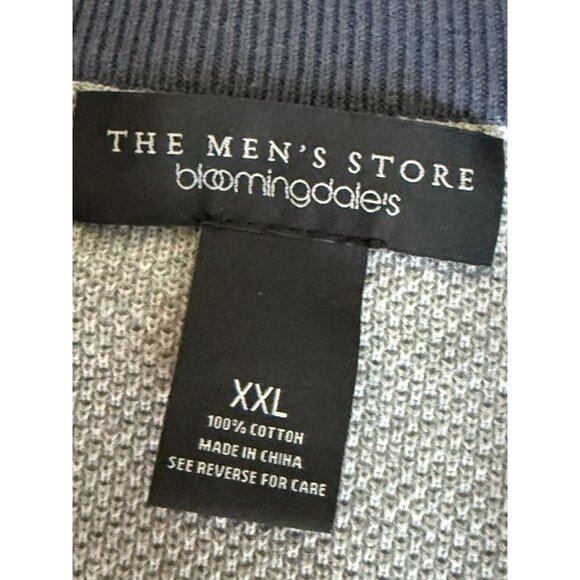 THE MEN'S STORE
bloomingdale's
XXL
100% COTTON
MADE IN CHINA
SEE REVERSE FOR CARE